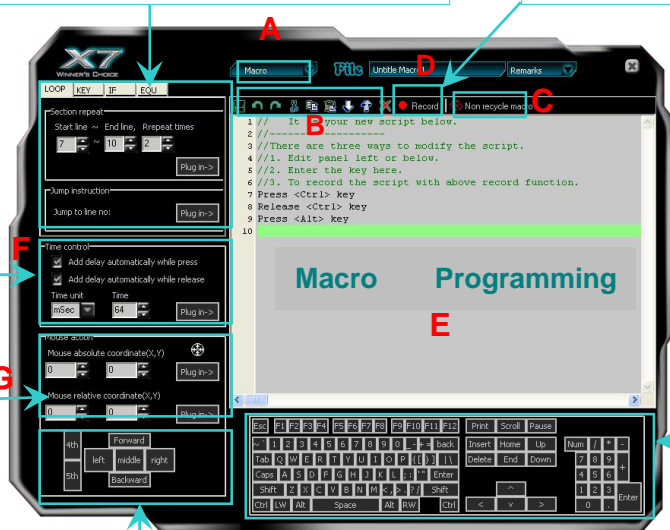 A
X7
WINNER'S CHOICE
Macro
File
Untitle Macro1
D
Remarks
LOOP KEY IF EQU
B
Record
Non recycle macro
C
Section repeat
Start line ~ End line, Rrepeat times
7 ~ 10 2
Plug in->
Jump instruction
Jump to line no:
Plug in->
F
Time control
Add delay automatically while press
Add delay automatically while release
Time unit Time
mSec 64
Plug in->
G
Mouse action
Mouse absolute coordinate(X,Y)
0 0
Plug in->
Mouse relative coordinate(X,Y)
0 0
Plug in->
4th
5th
Forward
left middle right
Backward
1 // It is your new script below.
2 //-------------------
3 //There are three ways to modify the script.
4 //1. Edit panel left or below.
5 //2. Enter the key here.
6 //3. To record the script with above record function.
7 Press <Ctrl> key
8 Release <Ctrl> key
9 Press <Alt> key
10
Macro Programming
E
Esc F1 F2 F3 F4 F5 F6 F7 F8 F9 F10 F11 F12 Print Scroll Pause
~ ` 1 2 3 4 5 6 7 8 9 0 _ - + = back Insert Home Up Num / * -
Tab Q W E R T Y U I O P { [ } ] | \ Delete End Down 7 8 9 +
Caps A S D F G H J K L ; : ' " Enter 4 5 6
Shift Z X C V B N M < , > . ? / Shift ^ 1 2 3 Enter
Ctrl LW Alt Space Alt RW Ctrl < v > 0 .